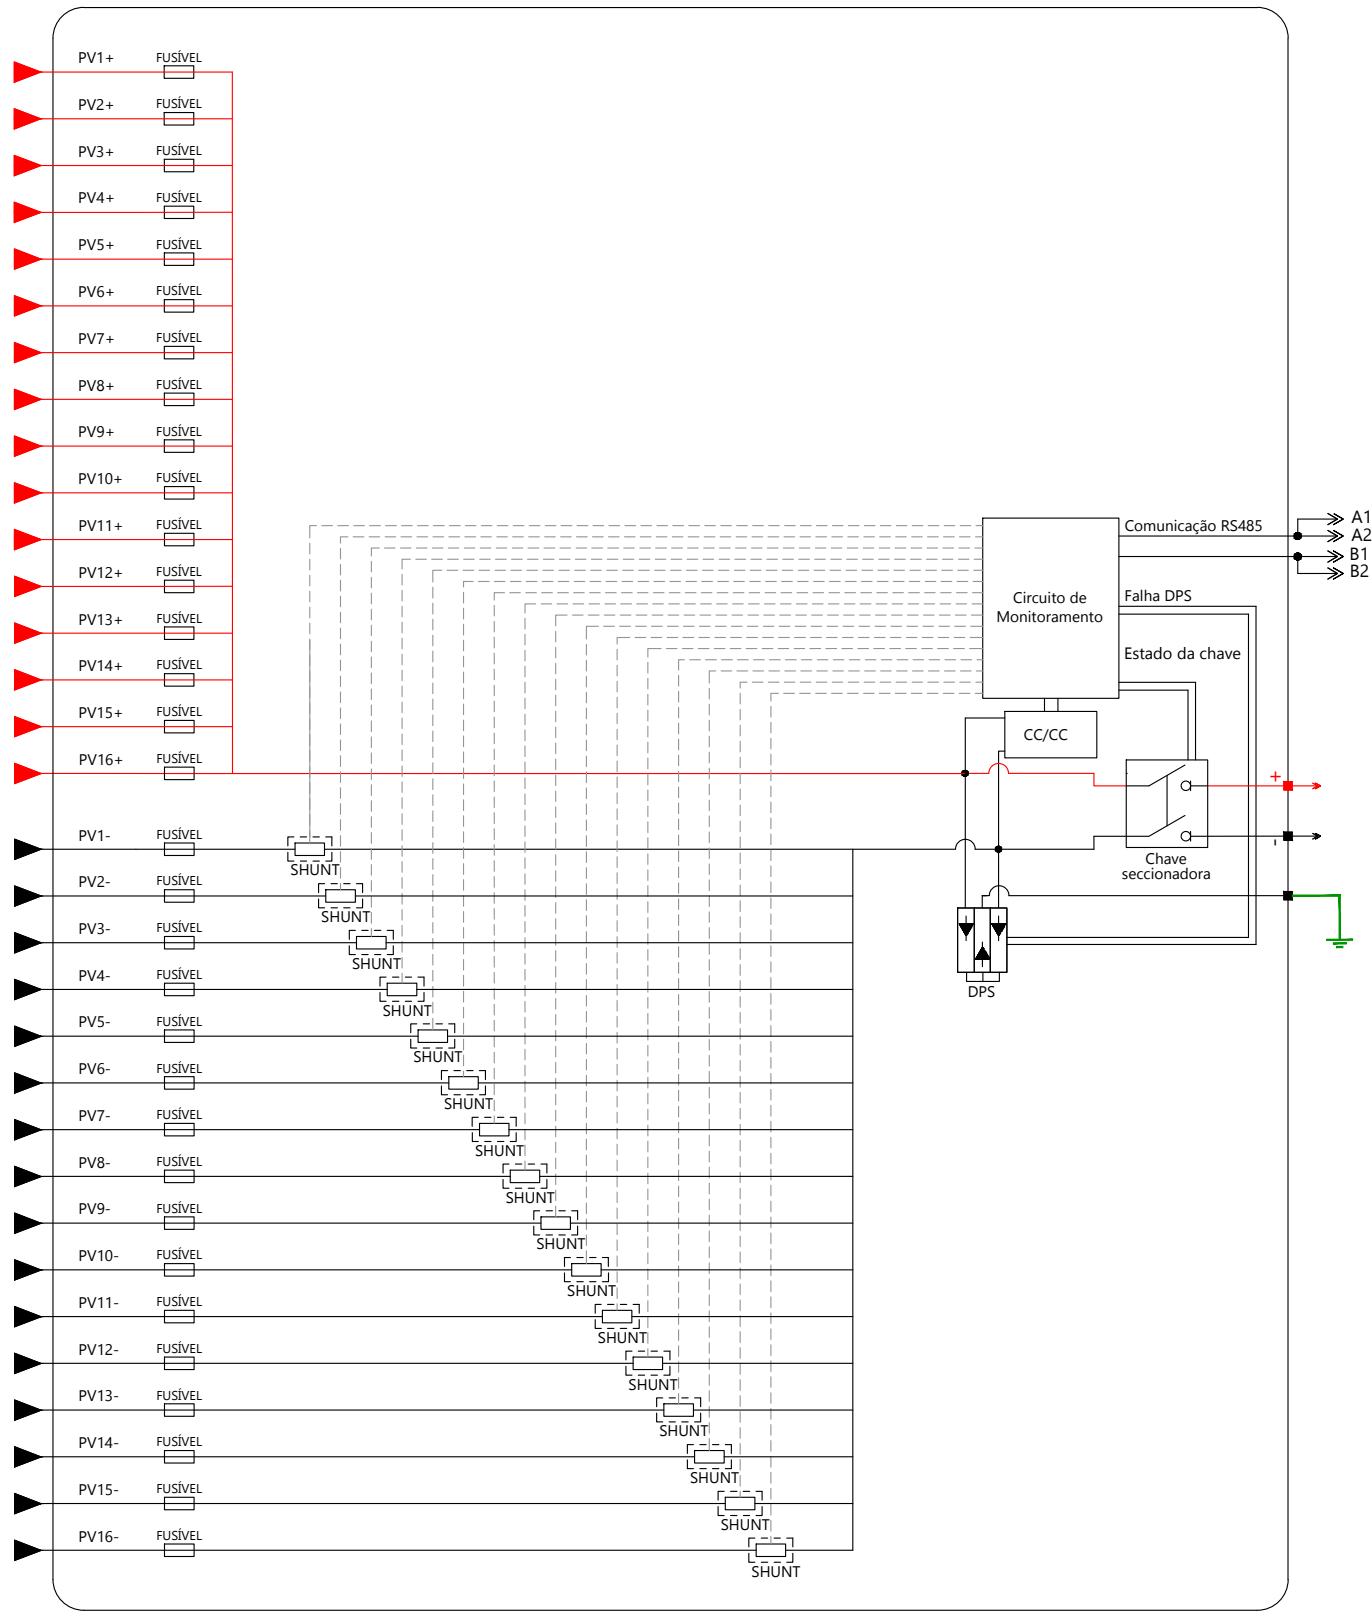 PV1+ FUSÍVEL
PV2+ FUSÍVEL
PV3+ FUSÍVEL
PV4+ FUSÍVEL
PV5+ FUSÍVEL
PV6+ FUSÍVEL
PV7+ FUSÍVEL
PV8+ FUSÍVEL
PV9+ FUSÍVEL
PV10+ FUSÍVEL
PV11+ FUSÍVEL
PV12+ FUSÍVEL
PV13+ FUSÍVEL
PV14+ FUSÍVEL
PV15+ FUSÍVEL
PV16+ FUSÍVEL
Comunicação RS485
A1
A2
B1
B2
Circuito de
Monitoramento
Falha DPS
Estado da chave
CC/CC
+
-
Chave
seccionadora
DPS
PV1- FUSÍVEL
SHUNT
PV2- FUSÍVEL
SHUNT
PV3- FUSÍVEL
SHUNT
PV4- FUSÍVEL
SHUNT
PV5- FUSÍVEL
SHUNT
PV6- FUSÍVEL
SHUNT
PV7- FUSÍVEL
SHUNT
PV8- FUSÍVEL
SHUNT
PV9- FUSÍVEL
SHUNT
PV10- FUSÍVEL
SHUNT
PV11- FUSÍVEL
SHUNT
PV12- FUSÍVEL
SHUNT
PV13- FUSÍVEL
SHUNT
PV14- FUSÍVEL
SHUNT
PV15- FUSÍVEL
SHUNT
PV16- FUSÍVEL
SHUNT